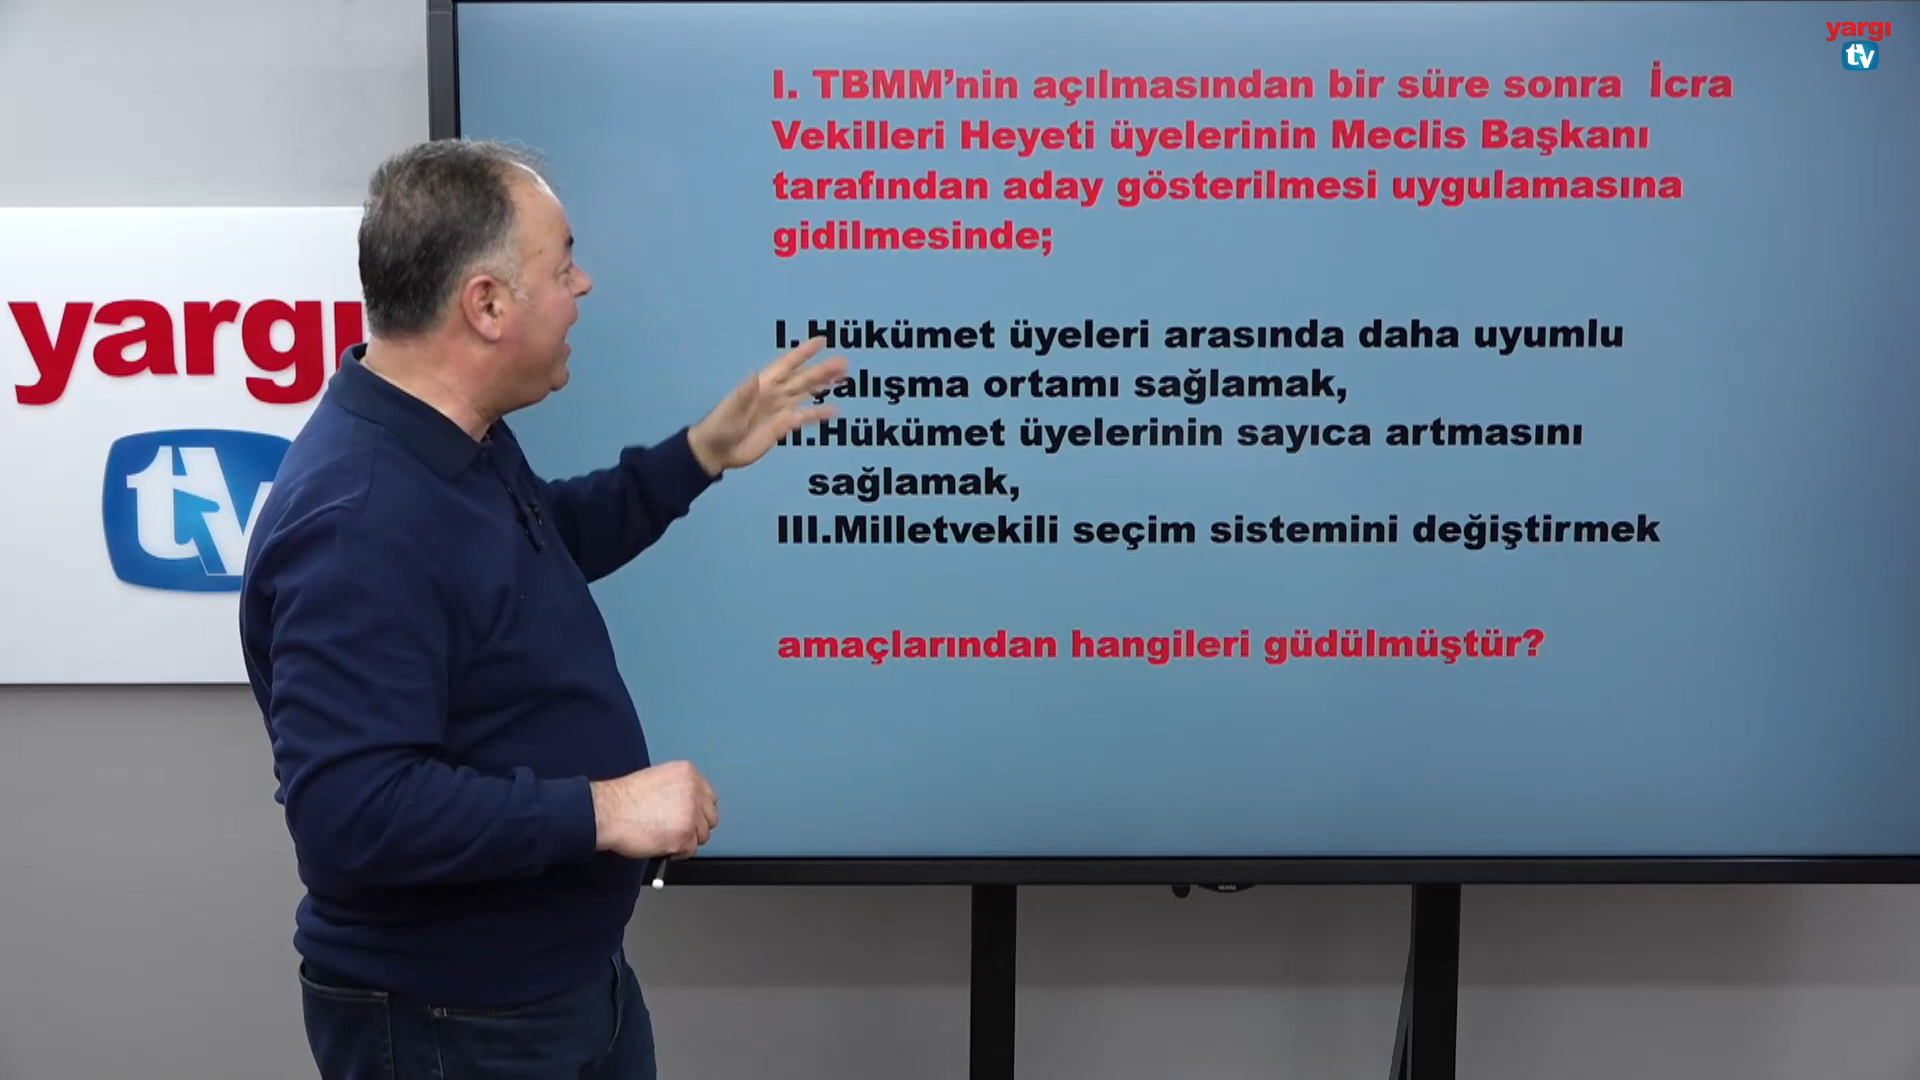 yargı
tv
I. TBMM’nin açılmasından bir süre sonra İcra
Vekilleri Heyeti üyelerinin Meclis Başkanı
tarafından aday gösterilmesi uygulamasına
gidilmesinde;
I. Hükümet üyeleri arasında daha uyumlu
çalışma ortamı sağlamak,
II.Hükümet üyelerinin sayıca artmasını
sağlamak,
III.Milletvekili seçim sistemini değiştirmek
amaçlarından hangileri güdülmüştür?
yargı
tv